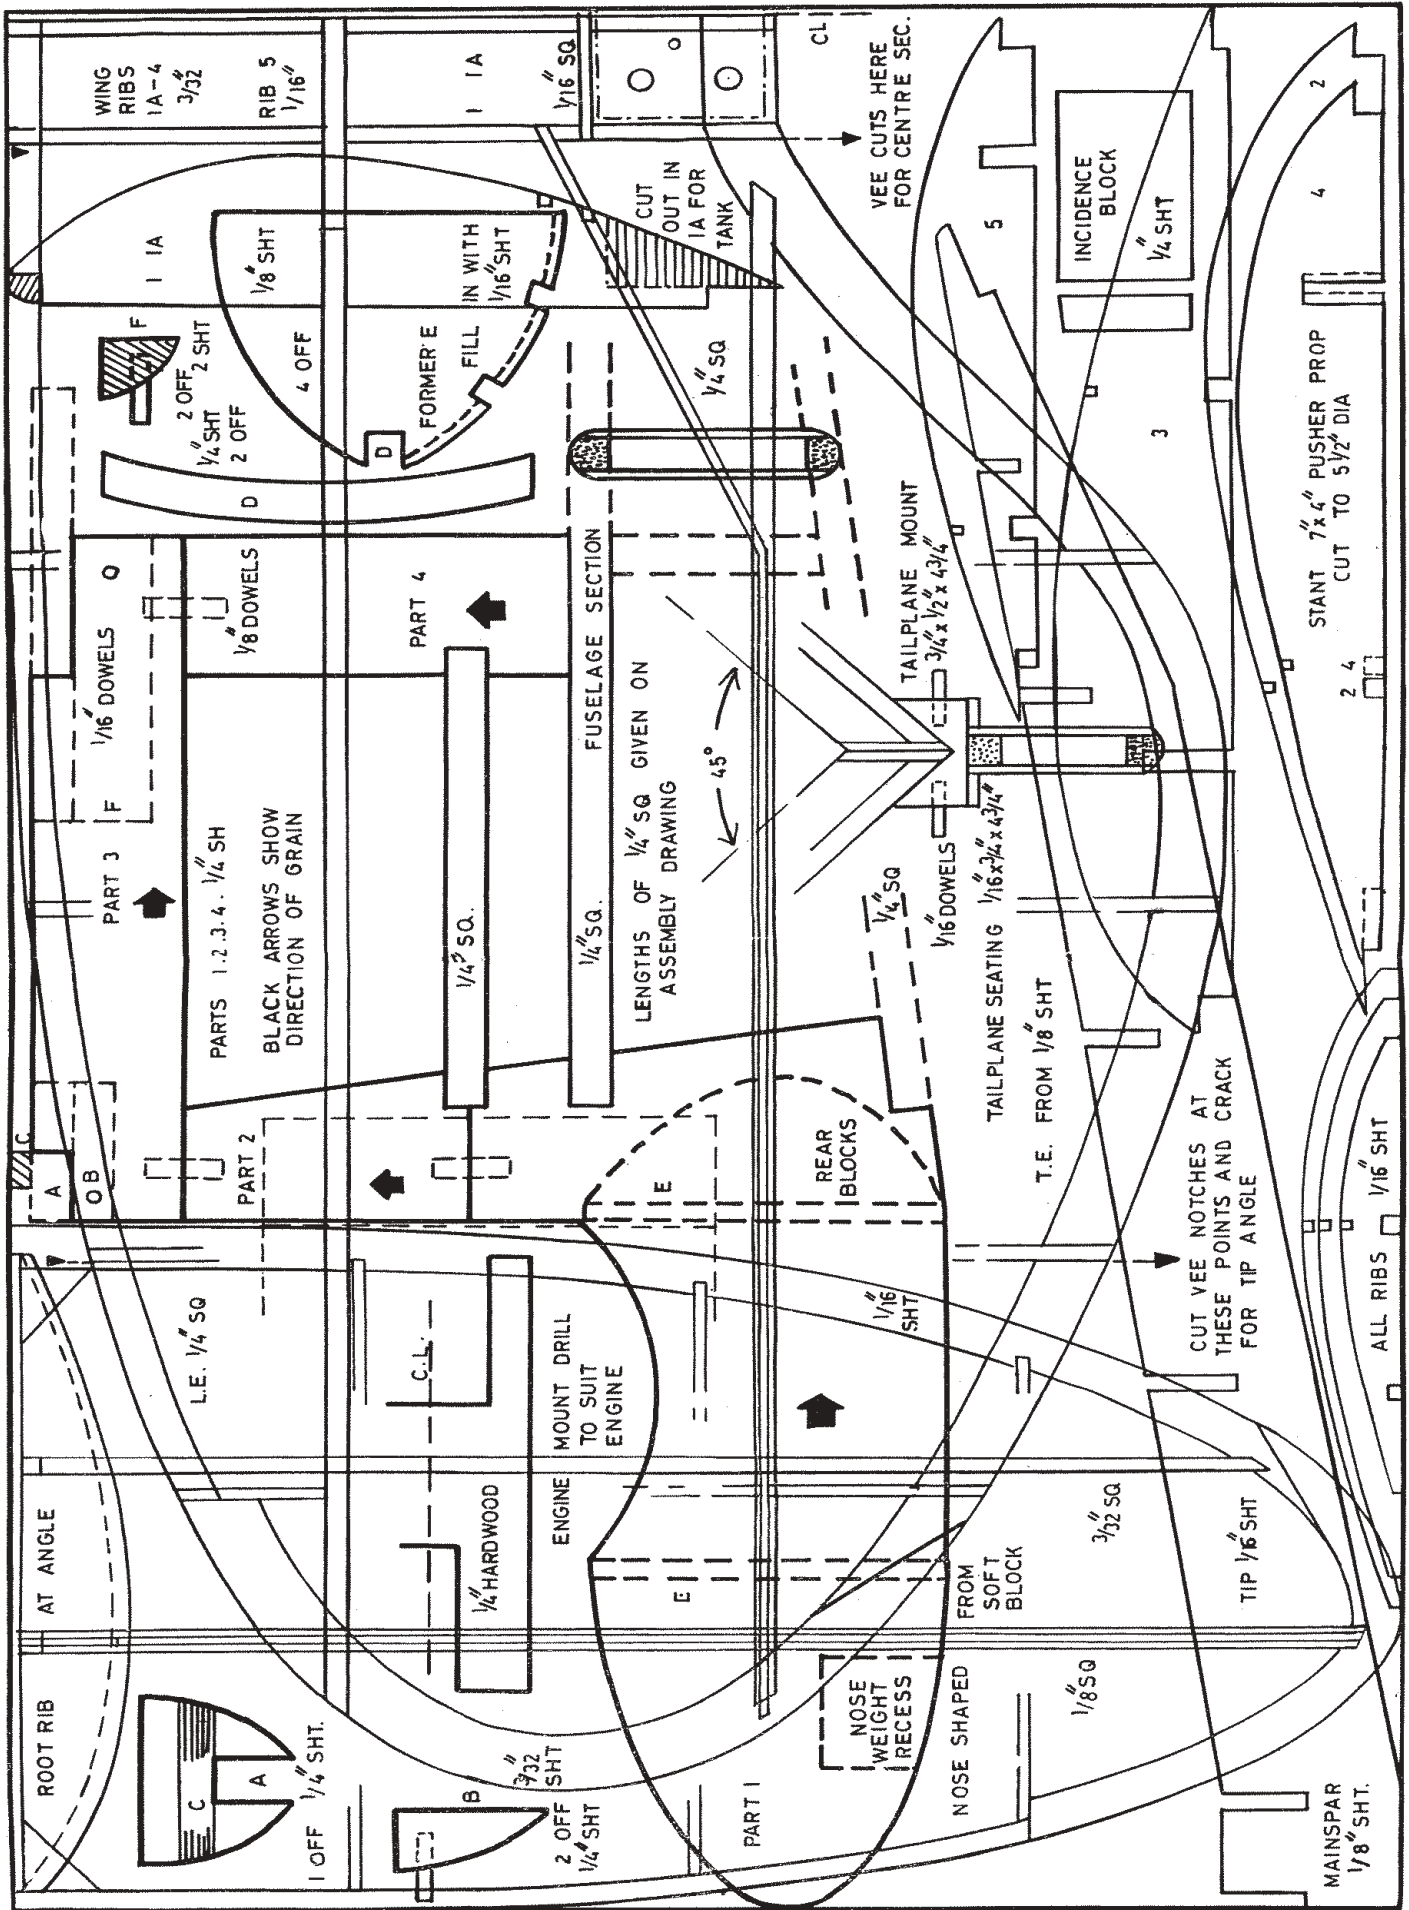 ROOT RIB AT ANGLE
C
A
1 OFF 1/4" SHT.
B
2 OFF
1/4" SHT
3/32
SHT
L.E. 1/4" SQ
C.L.
1/4" HARDWOOD
ENGINE MOUNT DRILL
TO SUIT
ENGINE
PART 1
E
NOSE
WEIGHT
RECESS
NOSE SHAPED
FROM
SOFT
BLOCK
1/8 SQ
3/32 SQ
TIP 1/16 SHT
MAINSPAR
1/8" SHT.
1/16"
SHT
CUT VEE NOTCHES AT
THESE POINTS AND CRACK
FOR TIP ANGLE
ALL RIBS 1/16" SHT
C
A
O B
PART 2
E
REAR
BLOCKS
T.E. FROM 1/8" SHT
PART 3
F
1/16" DOWELS
PARTS 1.2.3.4. 1/4" SH
BLACK ARROWS SHOW
DIRECTION OF GRAIN
1/4" SQ.
1/4" SQ.
FUSELAGE SECTION
LENGTHS OF 1/4" SQ GIVEN ON
ASSEMBLY DRAWING
45°
1/4" SQ
1/16" DOWELS
TAILPLANE SEATING 1/16 x 3/4" x 4 3/4"
TAILPLANE MOUNT
3/4" x 1/2" x 4 3/4"
1/8 DOWELS
PART 4
D
F
2 OFF
1/4" SHT
2 SHT
2 OFF
4 OFF
1/8" SHT
D
FORMER E
FILL IN WITH
1/16" SHT
1 1A
WING
RIBS
1A-4
3/32"
RIB 5
1/16"
1 1A
1/16" SQ
CL
CUT
OUT IN
1A FOR
TANK
1/4" SQ
VEE CUTS HERE
FOR CENTRE SEC.
5
3
INCIDENCE
BLOCK
1/4" SHT
STANT 7"x 4" PUSHER PROP
CUT TO 5 1/2" DIA
2 4
4
2